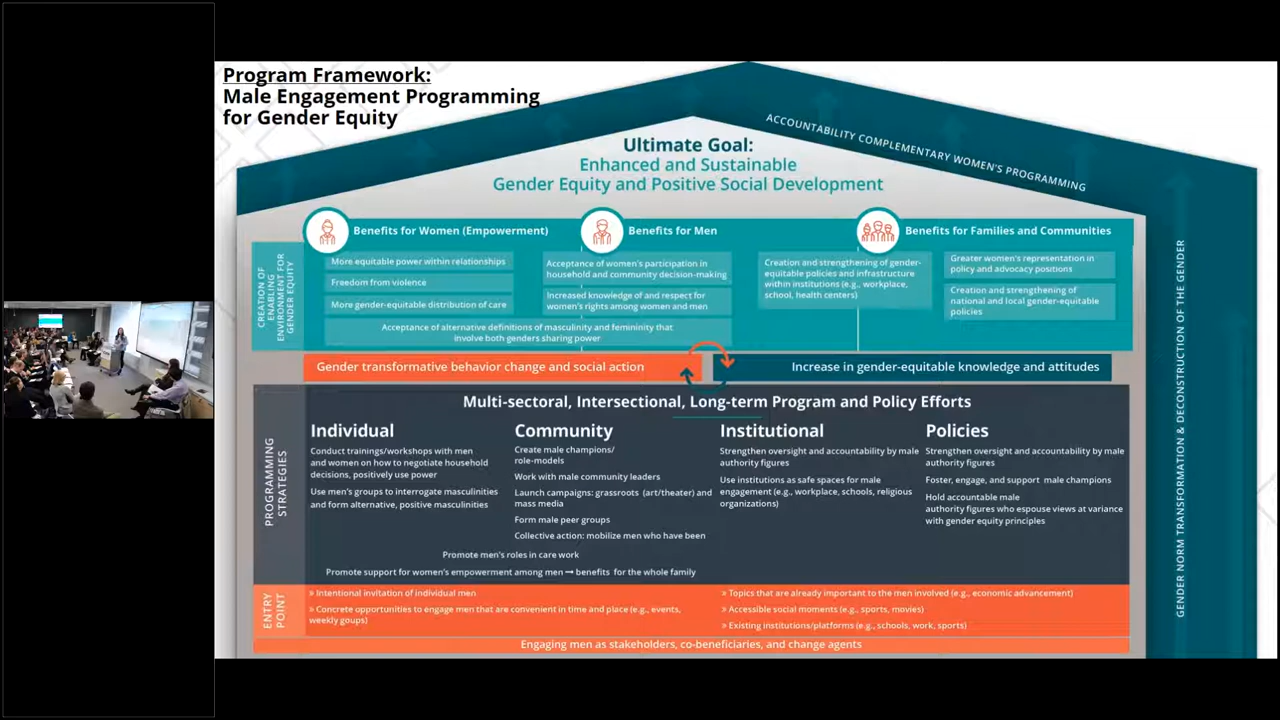 Program Framework:
Male Engagement Programming
for Gender Equity
ACCOUNTABILITY COMPLEMENTARY WOMEN'S PROGRAMMING
Ultimate Goal:
Enhanced and Sustainable
Gender Equity and Positive Social Development
Benefits for Women (Empowerment)
Benefits for Men
Benefits for Families and Communities
CREATION OF
ENABLING
ENVIRONMENT FOR
GENDER EQUITY
More equitable power within relationships
Freedom from violence
More gender-equitable distribution of care
Acceptance of women's participation in
household and community decision-making
Increased knowledge of and respect for
women's rights among women and men
Acceptance of alternative definitions of masculinity and femininity that
involve both genders sharing power
Creation and strengthening of gender-
equitable policies and infrastructure
within institutions (e.g., workplace,
school, health centers)
Greater women's representation in
policy and advocacy positions
Creation and strengthening of
national and local gender-equitable
policies
Gender transformative behavior change and social action
Increase in gender-equitable knowledge and attitudes
Multi-sectoral, Intersectional, Long-term Program and Policy Efforts
PROGRAMMING
STRATEGIES
Individual
Conduct trainings/workshops with men
and women on how to negotiate household
decisions, positively use power
Use men's groups to interrogate masculinities
and form alternative, positive masculinities
Community
Create male champions/
role-models
Work with male community leaders
Launch campaigns: grassroots (art/theater) and
mass media
Form male peer groups
Collective action: mobilize men who have been
Promote men's roles in care work
Promote support for women's empowerment among men → benefits for the whole family
Institutional
Strengthen oversight and accountability by male
authority figures
Use institutions as safe spaces for male
engagement (e.g., workplace, schools, religious
organizations)
Policies
Strengthen oversight and accountability by male
authority figures
Foster, engage, and support male champions
Hold accountable male
authority figures who espouse views at variance
with gender equity principles
ENTRY
POINT
» Intentional invitation of individual men
» Concrete opportunities to engage men that are convenient in time and place (e.g., events,
weekly goups)
» Topics that are already important to the men involved (e.g., economic advancement)
» Accessible social moments (e.g., sports, movies)
» Existing institutions/platforms (e.g., schools, work, sports)
Engaging men as stakeholders, co-beneficiaries, and change agents
GENDER NORM TRANSFORMATION & DECONSTRUCTION OF THE GENDER